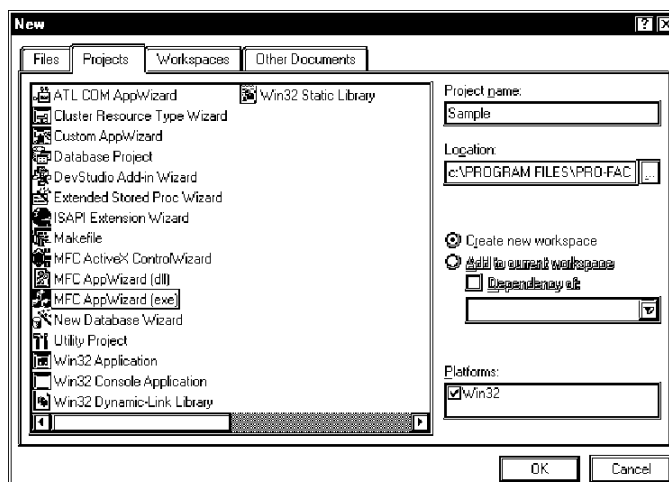 New
Files Projects Workspaces Other Documents
ATL COM AppWizard
Cluster Resource Type Wizard
Custom AppWizard
Database Project
DevStudio Add-in Wizard
Extended Stored Proc Wizard
ISAPI Extension Wizard
Makefile
MFC ActiveX ControlWizard
MFC AppWizard (dll)
MFC AppWizard (exe)
New Database Wizard
Utility Project
Win32 Application
Win32 Console Application
Win32 Dynamic-Link Library
Win32 Static Library
Project name:
Sample
Location:
c:\PROGRAM FILES\PRO-FAC
...
Create new workspace
Add to current workspace
Dependency of:
Platforms:
Win32
OK Cancel